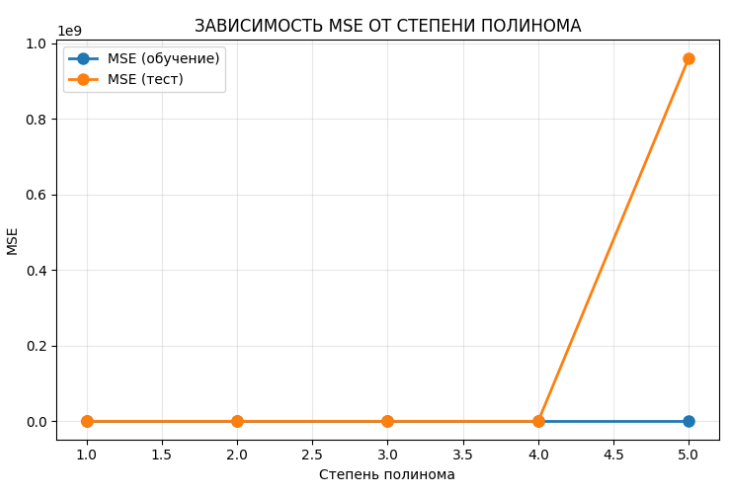 ЗАВИСИМОСТЬ MSE ОТ СТЕПЕНИ ПОЛИНОМА
1e9
MSE (обучение)
MSE (тест)
1.0
0.8
0.6
0.4
0.2
0.0
MSE
1.0 1.5 2.0 2.5 3.0 3.5 4.0 4.5 5.0
Степень полинома